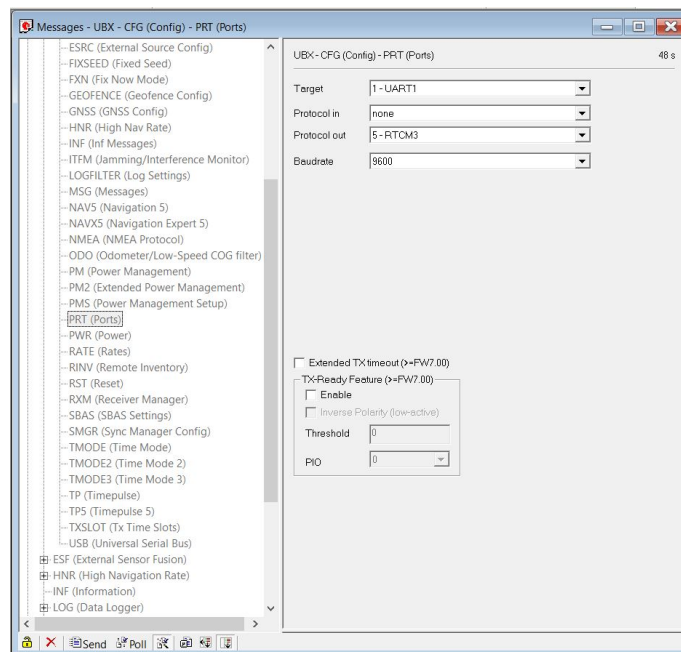 Messages - UBX - CFG (Config) - PRT (Ports)
ESRC (External Source Config)
FIXSEED (Fixed Seed)
FXN (Fix Now Mode)
GEOFENCE (Geofence Config)
GNSS (GNSS Config)
HNR (High Nav Rate)
INF (Inf Messages)
ITFM (Jamming/Interference Monitor)
LOGFILTER (Log Settings)
MSG (Messages)
NAV5 (Navigation 5)
NAVX5 (Navigation Expert 5)
NMEA (NMEA Protocol)
ODO (Odometer/Low-Speed COG filter)
PM (Power Management)
PM2 (Extended Power Management)
PMS (Power Management Setup)
PRT (Ports)
PWR (Power)
RATE (Rates)
RINV (Remote Inventory)
RST (Reset)
RXM (Receiver Manager)
SBAS (SBAS Settings)
SMGR (Sync Manager Config)
TMODE (Time Mode)
TMODE2 (Time Mode 2)
TMODE3 (Time Mode 3)
TP (Timepulse)
TP5 (Timepulse 5)
TXSLOT (Tx Time Slots)
USB (Universal Serial Bus)
ESF (External Sensor Fusion)
HNR (High Navigation Rate)
INF (Information)
LOG (Data Logger)
UBX - CFG (Config) - PRT (Ports) 48 s
Target 1 - UART1
Protocol in none
Protocol out 5 - RTCM3
Baudrate 9600
Extended TX timeout (>=FW7.00)
TX-Ready Feature (>=FW7.00)
Enable
Inverse Polarity (low-active)
Threshold 0
PIO 0
Send Poll